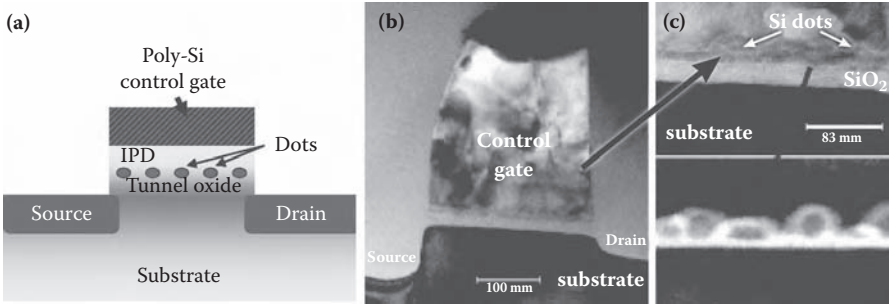 (a)
Poly-Si
control gate
IPD
Dots
Tunnel oxide
Source
Drain
Substrate
(b)
Control
gate
Source
Drain
substrate
100 mm
(c)
Si dots
SiO₂
substrate
83 mm